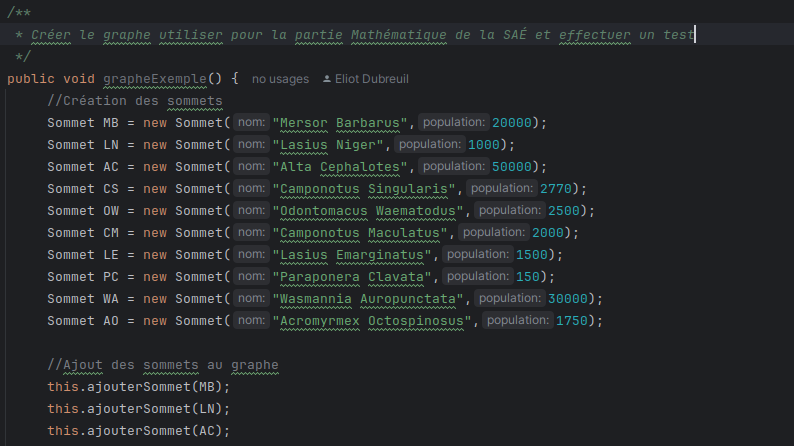 /**
 * Créer le graphe utiliser pour la partie Mathématique de la SAÉ et effectuer un test
 */
public void grapheExemple() { no usages Eliot Dubreuil
//Création des sommets
Sommet MB = new Sommet( nom: "Mersor Barbarus", population: 20000);
Sommet LN = new Sommet( nom: "Lasius Niger", population: 1000);
Sommet AC = new Sommet( nom: "Alta Cephalotes", population: 50000);
Sommet CS = new Sommet( nom: "Camponotus Singularis", population: 2770);
Sommet OW = new Sommet( nom: "Odontomacus Waematodus", population: 2500);
Sommet CM = new Sommet( nom: "Camponotus Maculatus", population: 2000);
Sommet LE = new Sommet( nom: "Lasius Emarginatus", population: 1500);
Sommet PC = new Sommet( nom: "Paraponera Clavata", population: 150);
Sommet WA = new Sommet( nom: "Wasmannia Auropunctata", population: 30000);
Sommet AO = new Sommet( nom: "Acromyrmex Octospinosus", population: 1750);
//Ajout des sommets au graphe
this.ajouterSommet(MB);
this.ajouterSommet(LN);
this.ajouterSommet(AC);